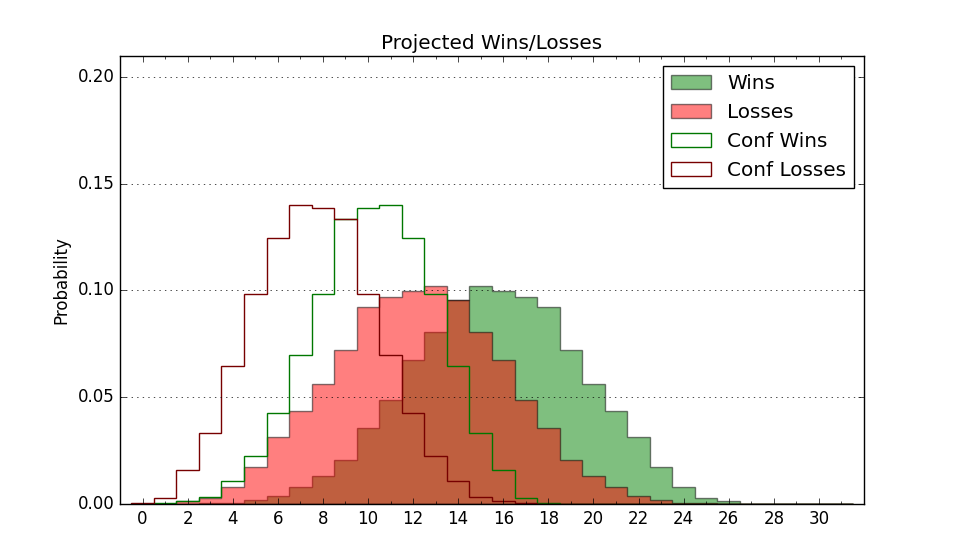 Projected Wins/Losses
0.20
0.15
0.10
0.05
0.00
Probability
Wins
Losses
Conf Wins
Conf Losses
0 2 4 6 8 10 12 14 16 18 20 22 24 26 28 30